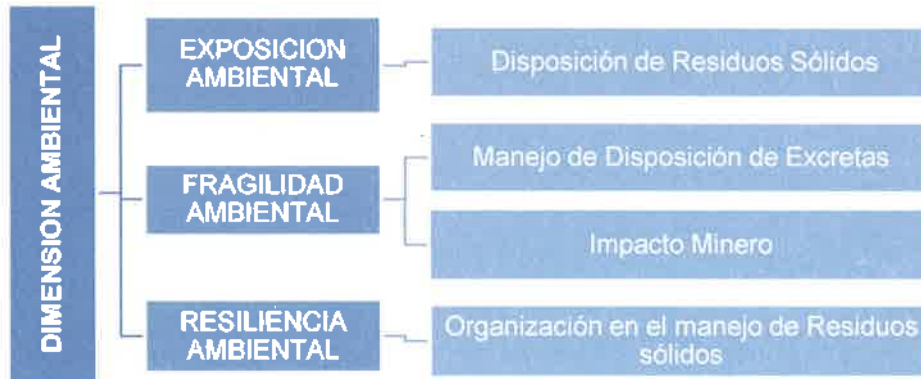 DIMENSION AMBIENTAL
EXPOSICION
AMBIENTAL
Disposición de Residuos Sólidos
FRAGILIDAD
AMBIENTAL
Manejo de Disposición de Excretas
Impacto Minero
RESILIENCIA
AMBIENTAL
Organización en el manejo de Residuos
sólidos